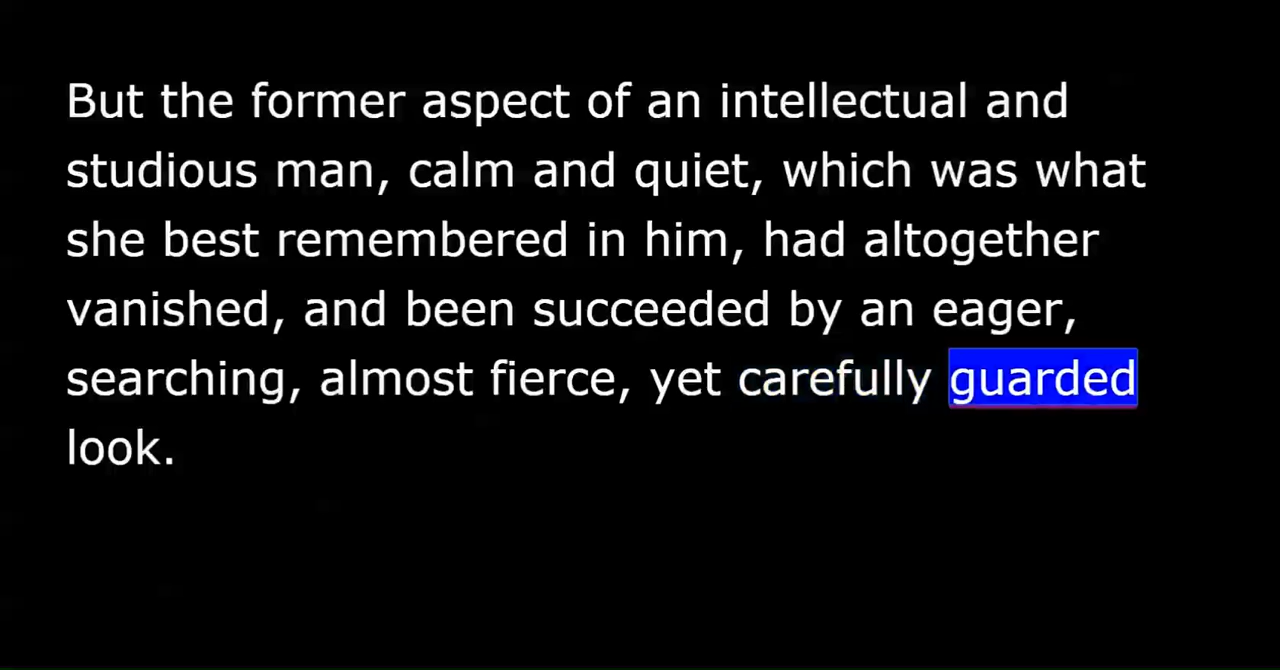 But the former aspect of an intellectual and
studious man, calm and quiet, which was what
she best remembered in him, had altogether
vanished, and been succeeded by an eager,
searching, almost fierce, yet carefully guarded
look.